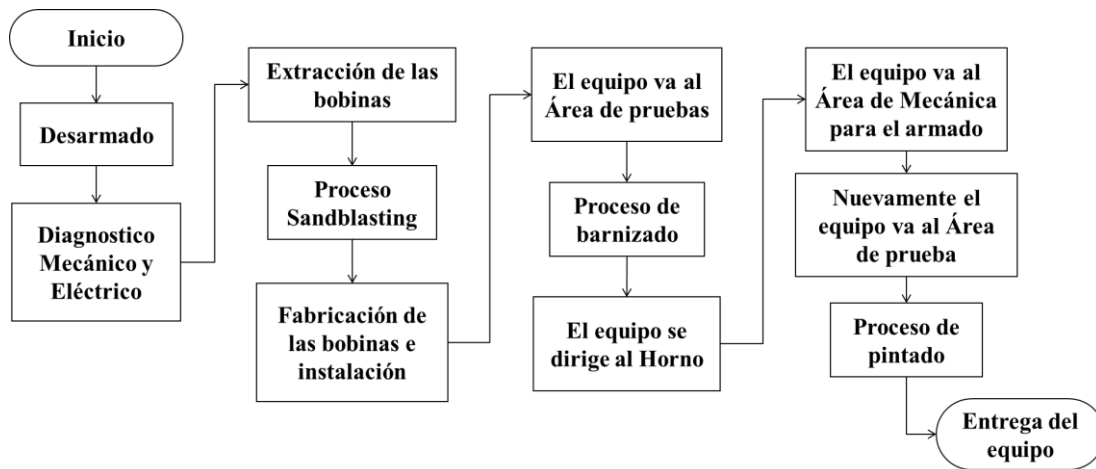 Inicio
Desarmado
Diagnostico
Mecánico y
Eléctrico
Extracción de las
bobinas
Proceso
Sandblasting
Fabricación de
las bobinas e
instalación
El equipo va al
Área de pruebas
Proceso de
barnizado
El equipo se
dirige al Horno
El equipo va al
Área de Mecánica
para el armado
Nuevamente el
equipo va al Área
de prueba
Proceso de
pintado
Entrega del
equipo